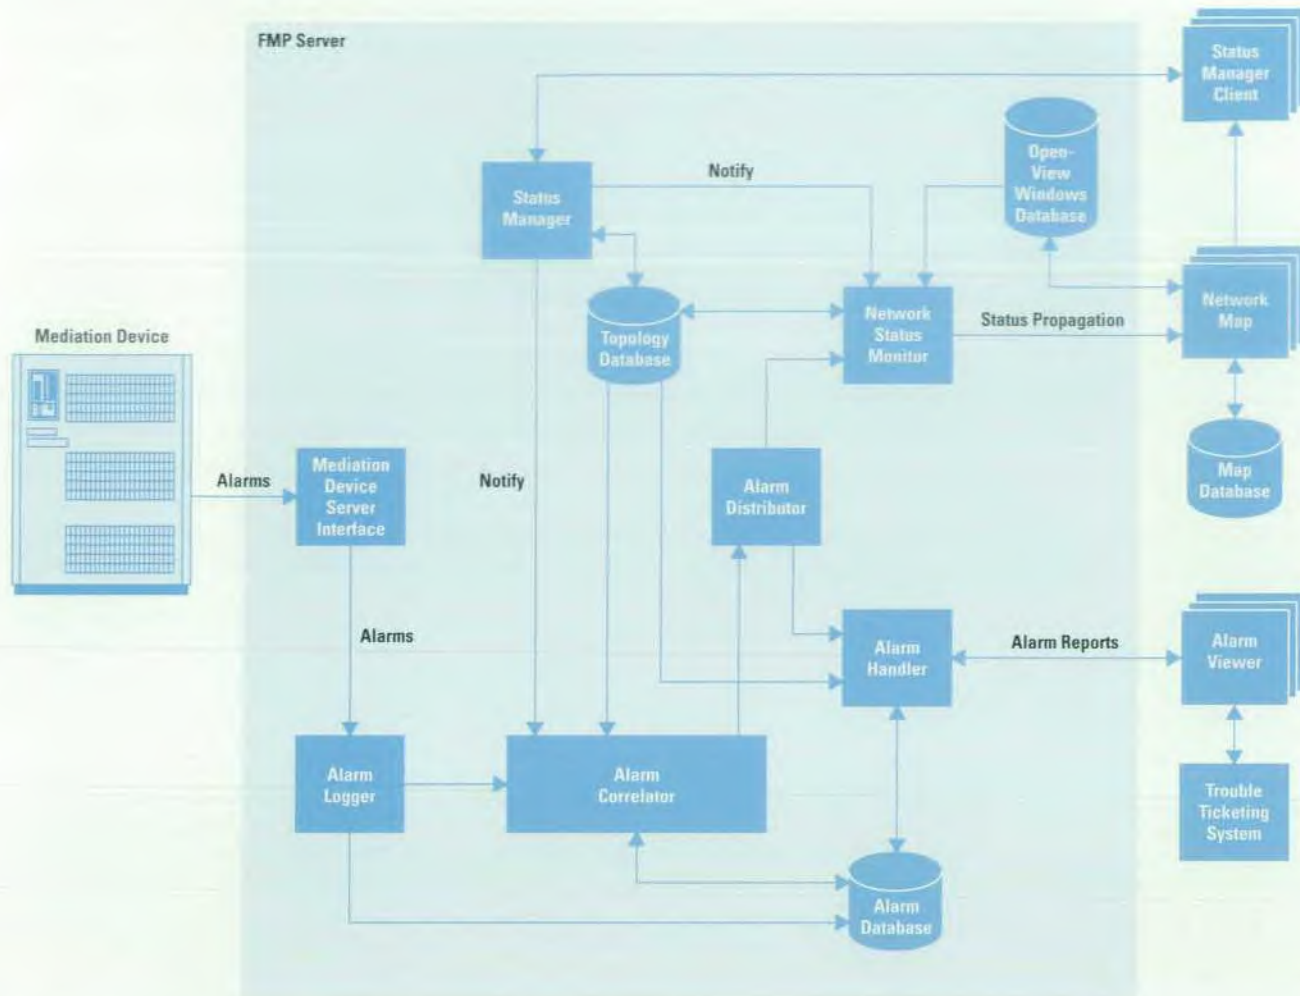 FMP Server
Status
Manager
Client
Open-
View
Windows
Database
Notify
Status
Manager
Network
Map
Mediation Device
Topology
Database
Network
Status
Monitor
Status Propagation
Alarms
Mediation
Device
Server
Interface
Notify
Alarm
Distributor
Map
Database
Alarms
Alarm
Handler
Alarm Reports
Alarm
Viewer
Alarm
Logger
Alarm
Correlator
Trouble
Ticketing
System
Alarm
Database